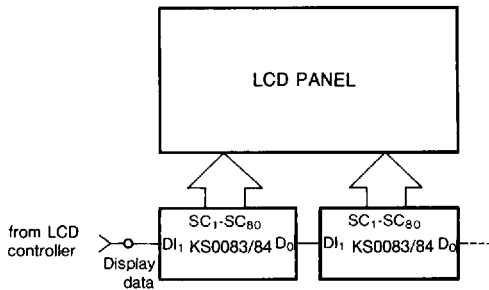 LCD PANEL
SC₁-SC₈₀
SC₁-SC₈₀
from LCD
controller
DI₁ KS0083/84 D₀
DI₁ KS0083/84 D₀
Display
data